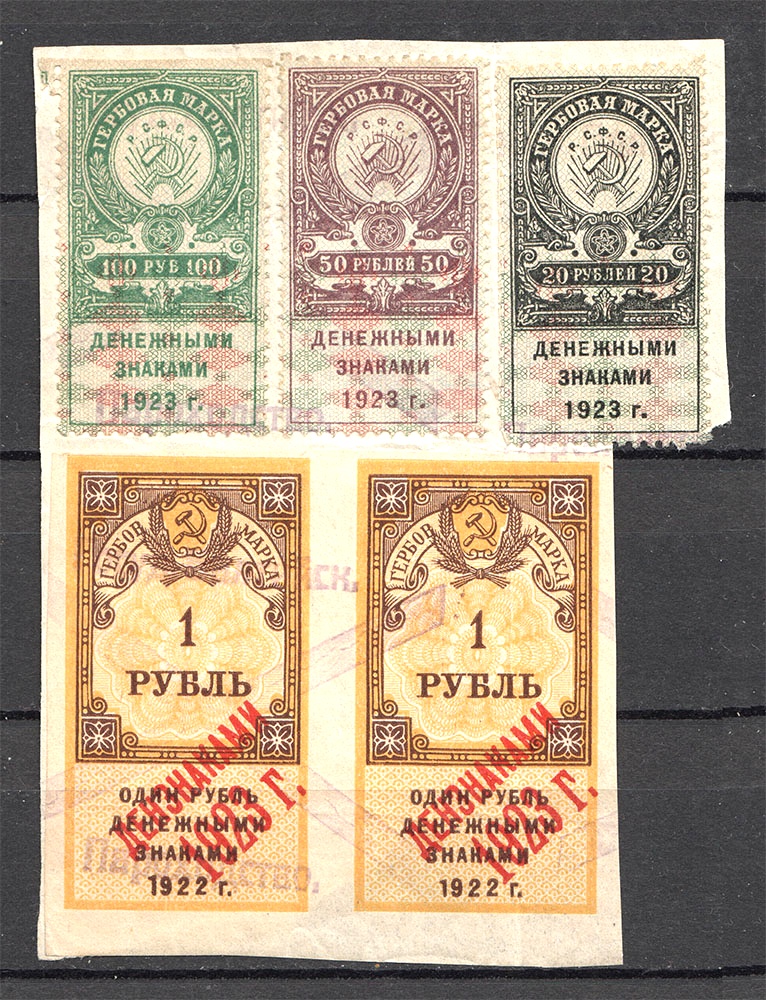 ГЕРБОВАЯ МАРКА
Р.С.Ф.С.Р.
100 РУБ 100
ДЕНЕЖНЫМИ
ЗНАКАМИ
1923 г.
ГЕРБОВАЯ МАРКА
Р.С.Ф.С.Р.
50 РУБЛЕЙ 50
ДЕНЕЖНЫМИ
ЗНАКАМИ
1923 г.
ГЕРБОВАЯ МАРКА
Р.С.Ф.С.Р.
20 РУБЛЕЙ 20
ДЕНЕЖНЫМИ
ЗНАКАМИ
1923 г.
ГЕРБОВ МАРКА
1
РУБЛЬ
ДЕНЗНАКАМИ
1923 г.
ОДИН РУБЛЬ
ДЕНЕЖНЫМИ
ЗНАКАМИ
1922 г.
ГЕРБОВ МАРКА
1
РУБЛЬ
ДЕНЗНАКАМИ
1923 г.
ОДИН РУБЛЬ
ДЕНЕЖНЫМИ
ЗНАКАМИ
1922 г.